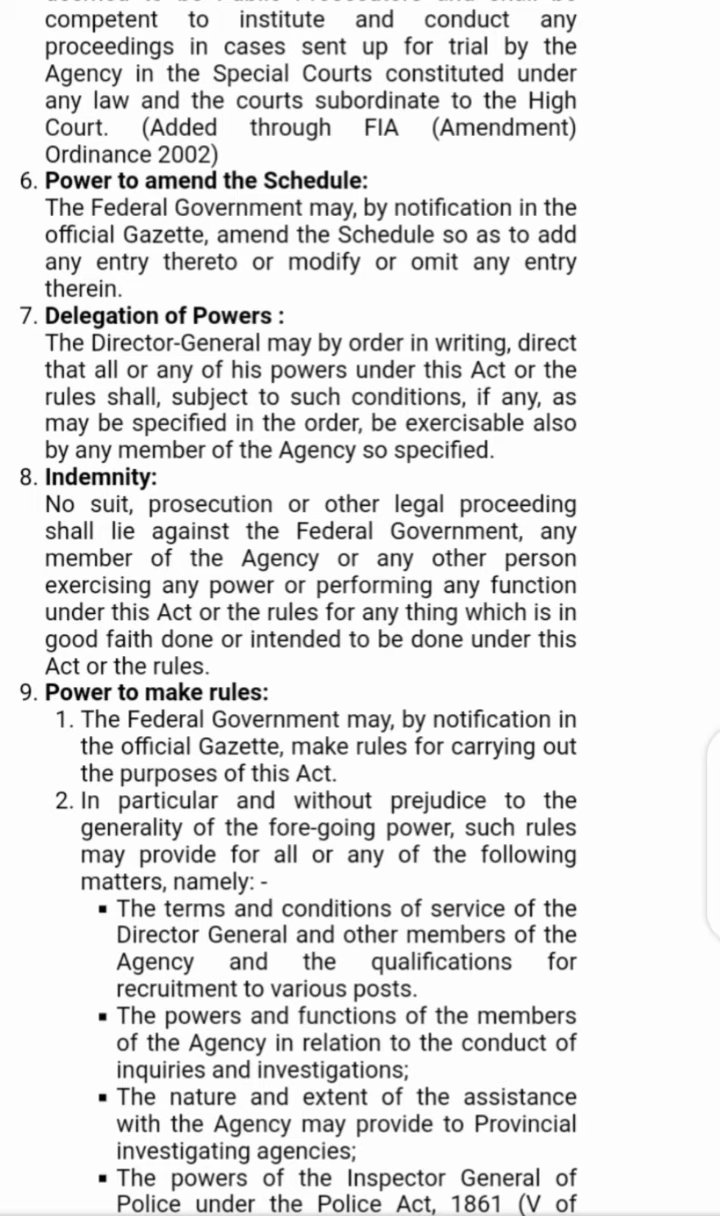 competent to institute and conduct any
proceedings in cases sent up for trial by the
Agency in the Special Courts constituted under
any law and the courts subordinate to the High
Court. (Added through FIA (Amendment)
Ordinance 2002)
6. Power to amend the Schedule:
The Federal Government may, by notification in the
official Gazette, amend the Schedule so as to add
any entry thereto or modify or omit any entry
therein.
7. Delegation of Powers :
The Director-General may by order in writing, direct
that all or any of his powers under this Act or the
rules shall, subject to such conditions, if any, as
may be specified in the order, be exercisable also
by any member of the Agency so specified.
8. Indemnity:
No suit, prosecution or other legal proceeding
shall lie against the Federal Government, any
member of the Agency or any other person
exercising any power or performing any function
under this Act or the rules for any thing which is in
good faith done or intended to be done under this
Act or the rules.
9. Power to make rules:
1. The Federal Government may, by notification in
the official Gazette, make rules for carrying out
the purposes of this Act.
2. In particular and without prejudice to the
generality of the fore-going power, such rules
may provide for all or any of the following
matters, namely: -
▪ The terms and conditions of service of the
Director General and other members of the
Agency and the qualifications for
recruitment to various posts.
▪ The powers and functions of the members
of the Agency in relation to the conduct of
inquiries and investigations;
▪ The nature and extent of the assistance
with the Agency may provide to Provincial
investigating agencies;
▪ The powers of the Inspector General of
Police under the Police Act, 1861 (V of